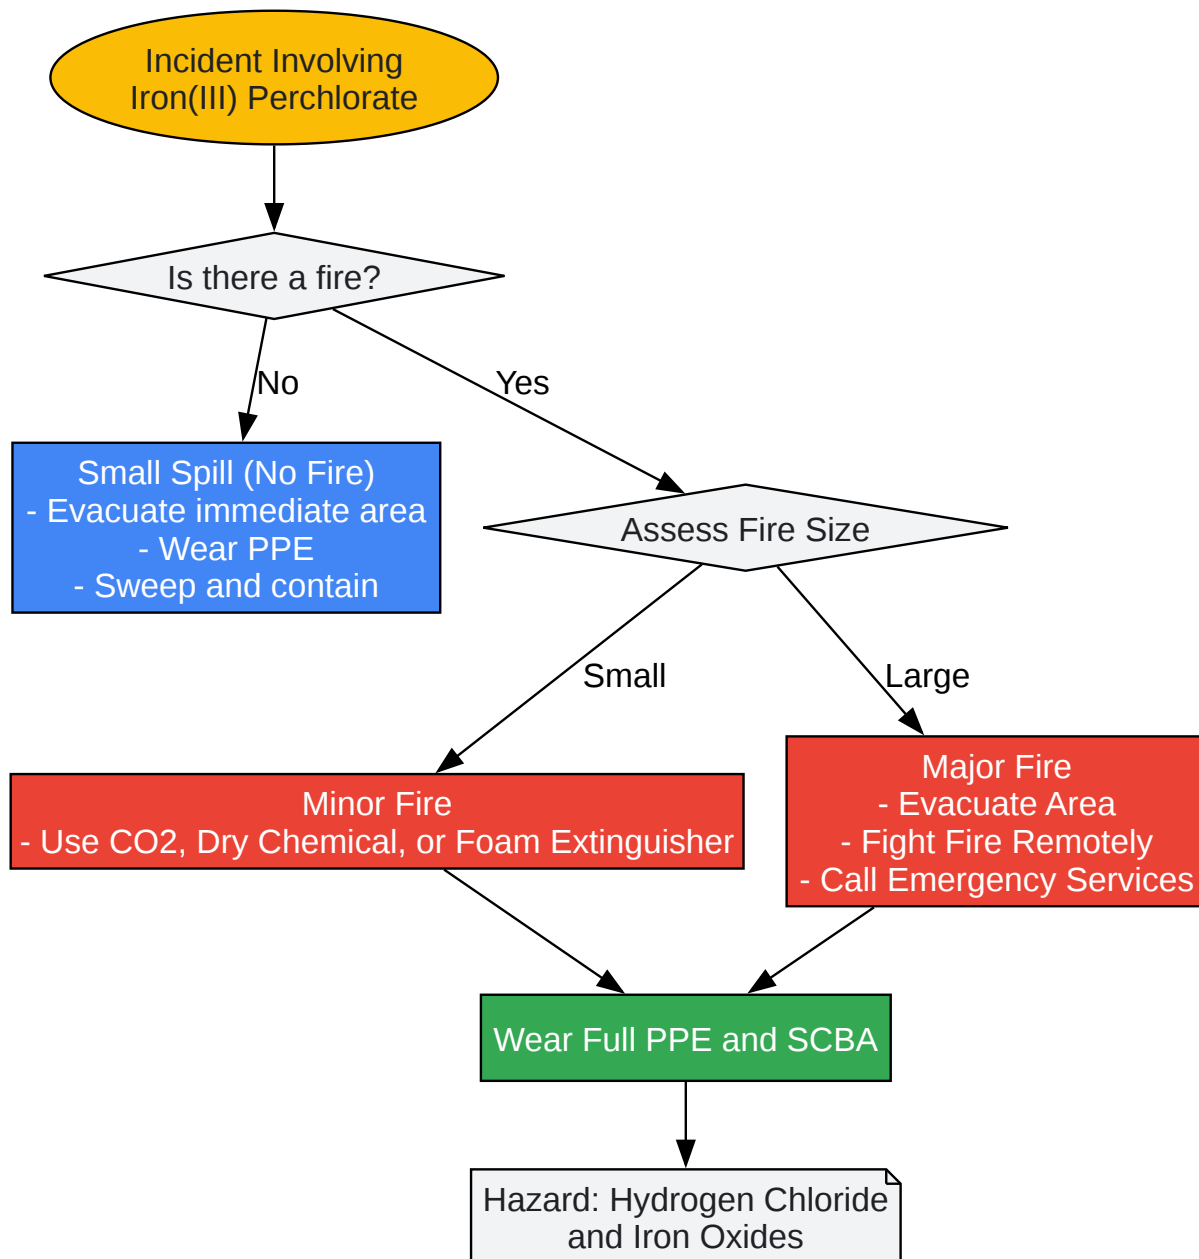 Incident Involving
Iron(III) Perchlorate
Is there a fire?
No
Yes
Small Spill (No Fire)
- Evacuate immediate area
- Wear PPE
- Sweep and contain
Assess Fire Size
Small
Large
Minor Fire
- Use CO2, Dry Chemical, or Foam Extinguisher
Major Fire
- Evacuate Area
- Fight Fire Remotely
- Call Emergency Services
Wear Full PPE and SCBA
Hazard: Hydrogen Chloride
and Iron Oxides